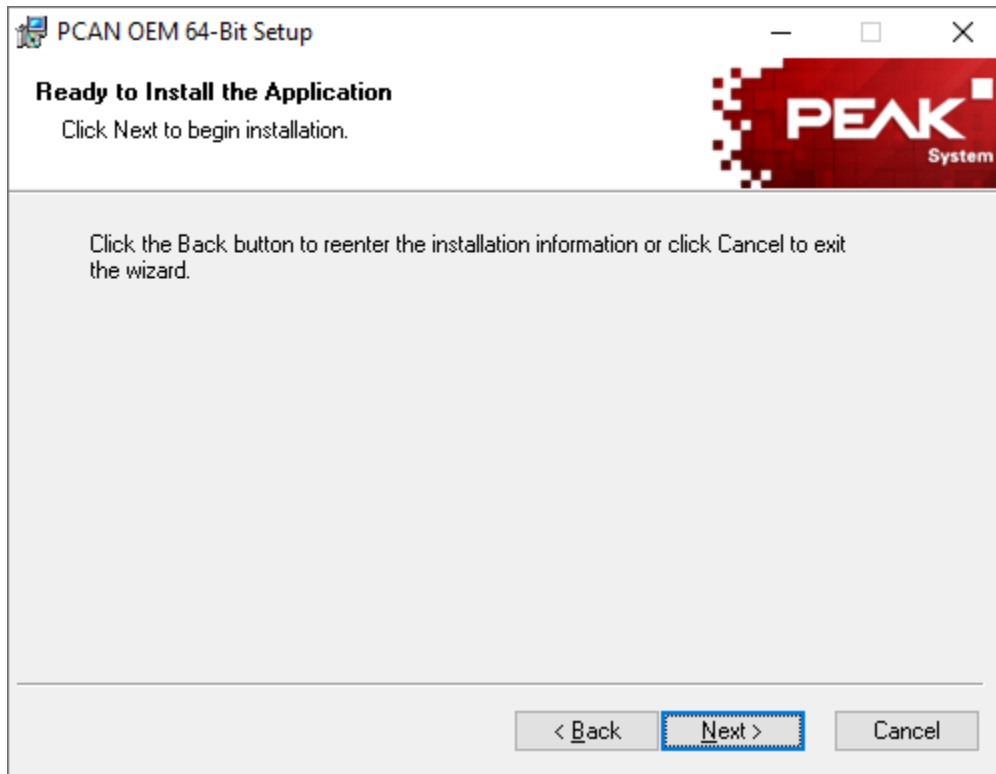 PCAN OEM 64-Bit Setup
Ready to Install the Application
Click Next to begin installation.
PEAK
System
Click the Back button to reenter the installation information or click Cancel to exit
the wizard.
< Back
Next >
Cancel